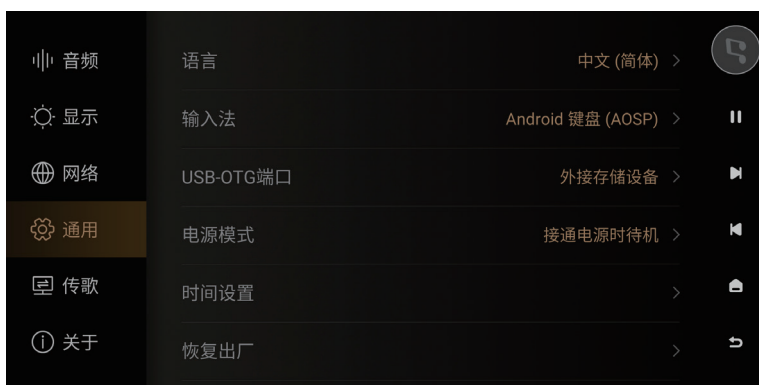 音频
显示
网络
通用
传歌
关于
语言 中文 (简体)
输入法 Android 键盘 (AOSP)
USB-OTG端口 外接存储设备
电源模式 接通电源时待机
时间设置
恢复出厂